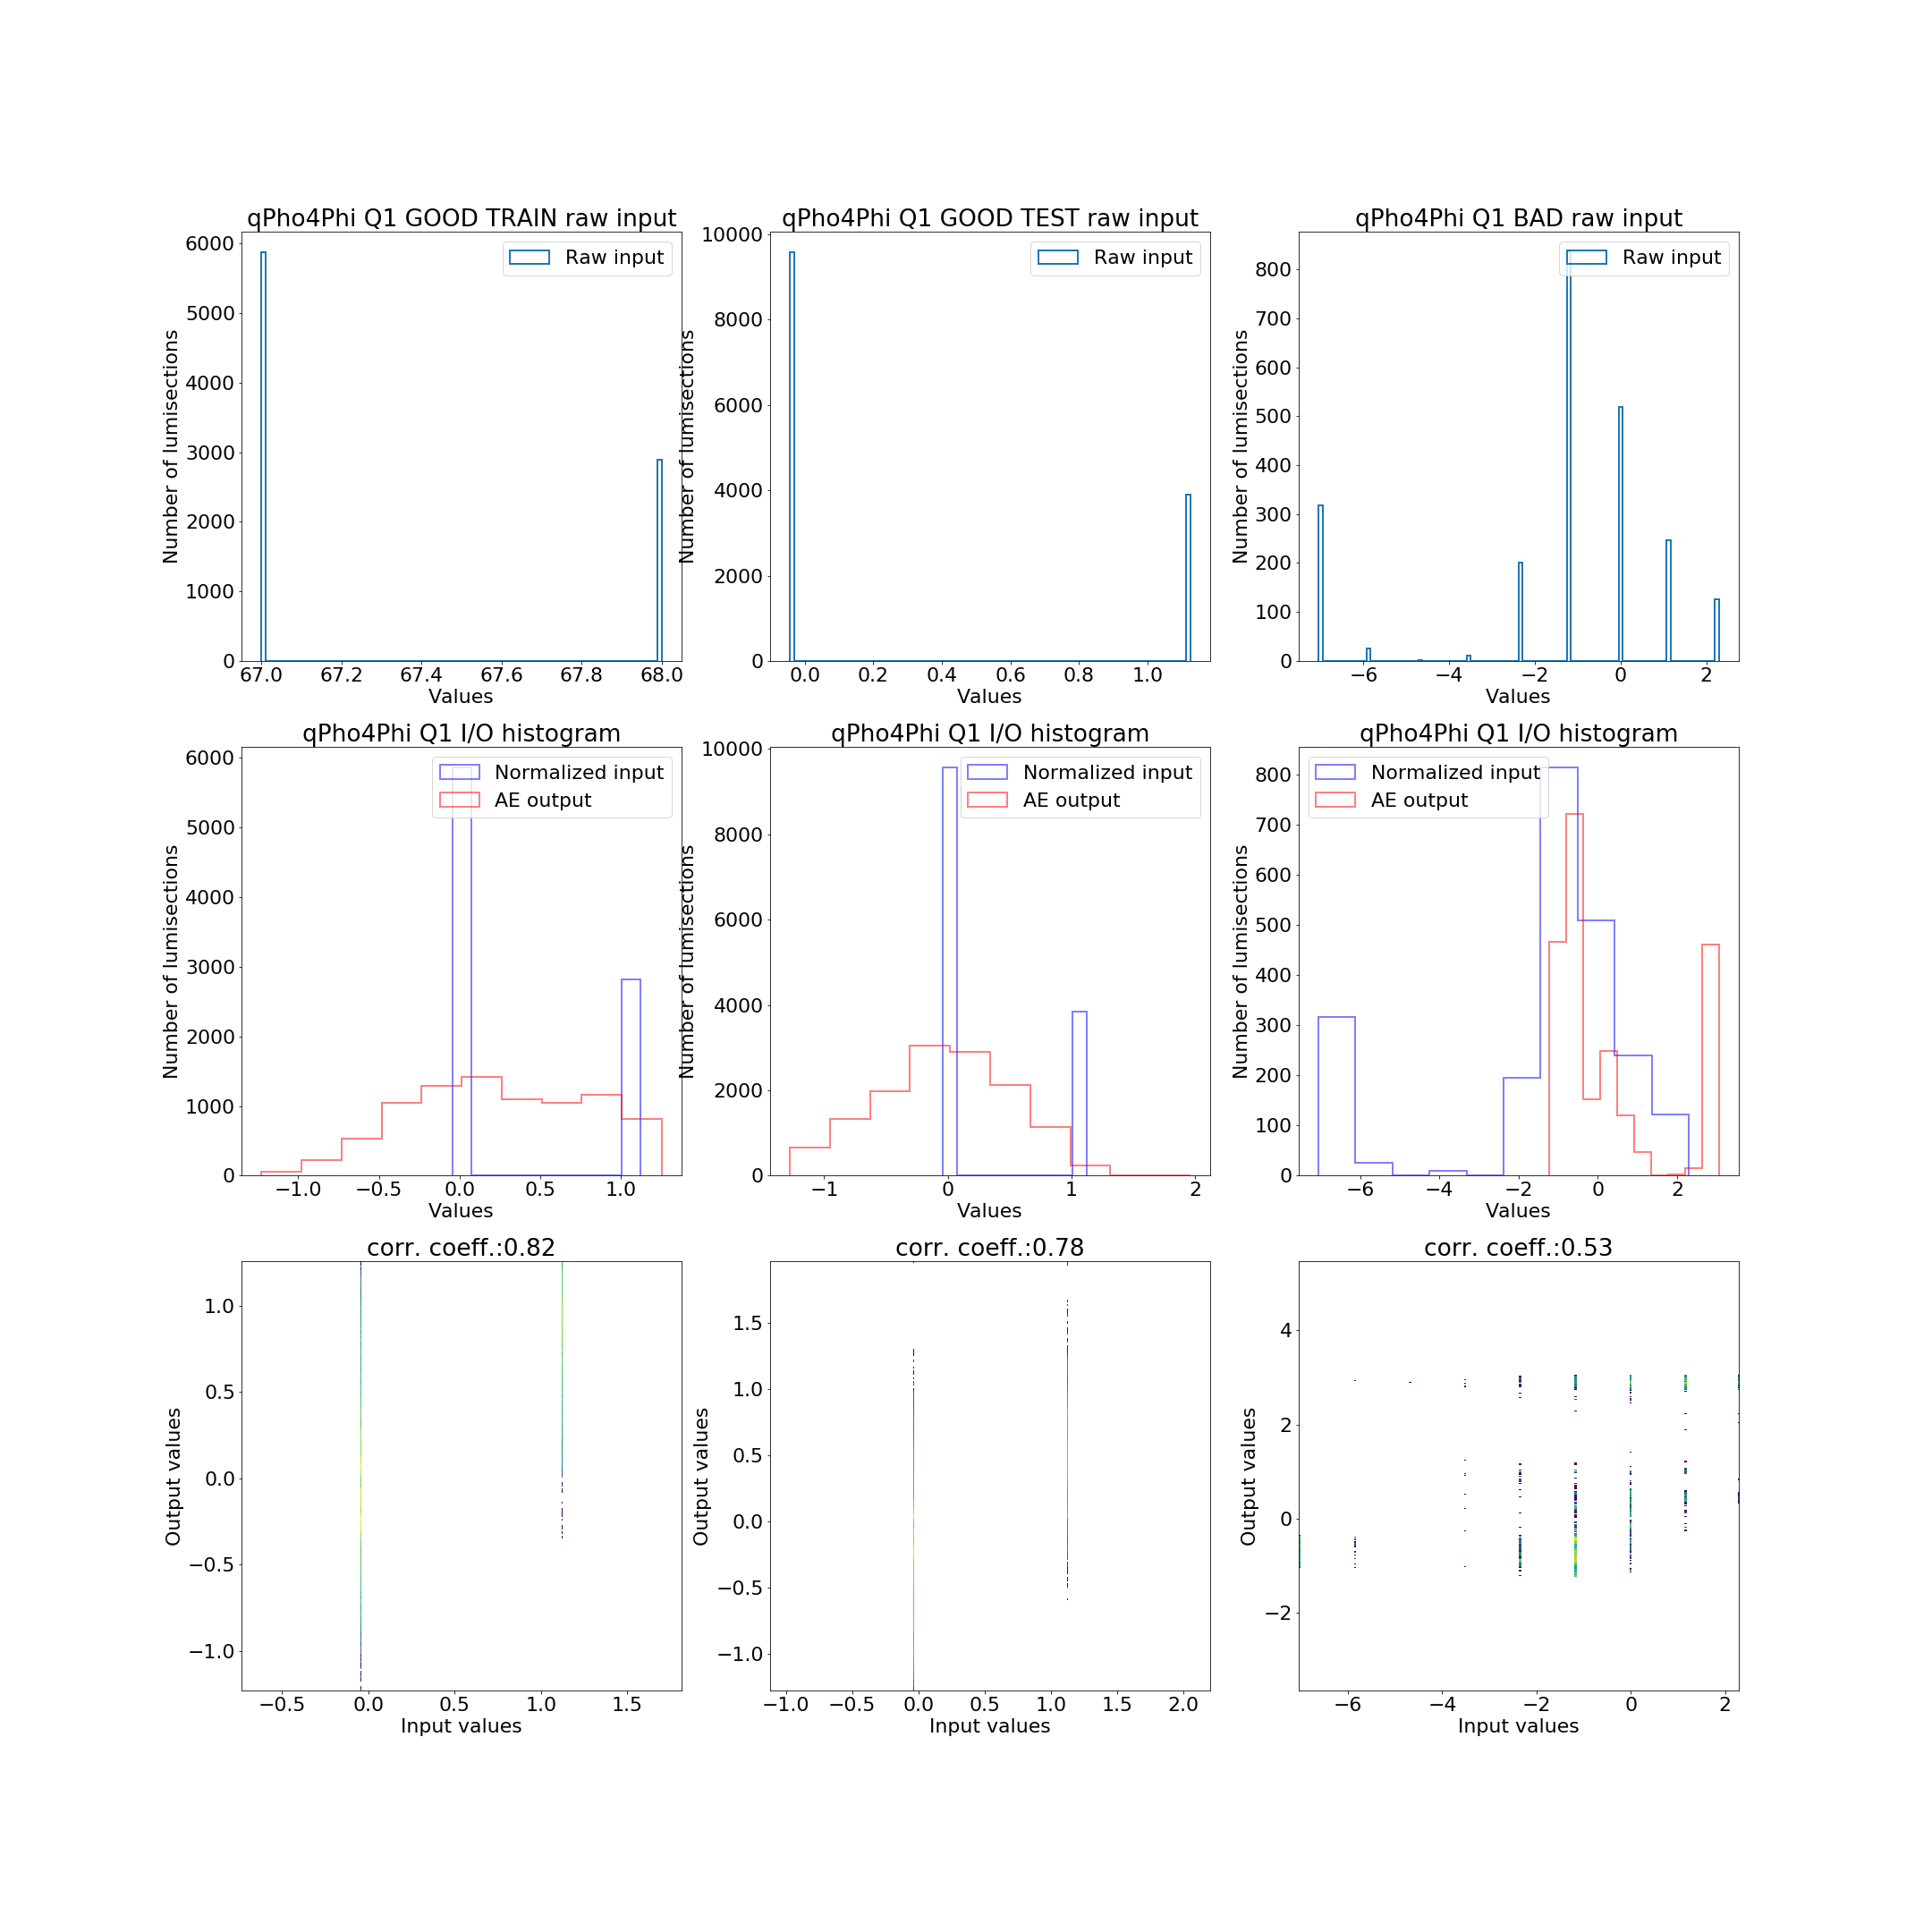 qPho4Phi Q1 GOOD TRAIN raw input
Raw input
Number of lumisections
6000
5000
4000
3000
2000
1000
0
67.0 67.2 67.4 67.6 67.8 68.0
Values
qPho4Phi Q1 GOOD TEST raw input
Raw input
Number of lumisections
10000
8000
6000
4000
2000
0
0.0 0.2 0.4 0.6 0.8 1.0
Values
qPho4Phi Q1 BAD raw input
Raw input
Number of lumisections
800
700
600
500
400
300
200
100
0
−6 −4 −2 0 2
Values
qPho4Phi Q1 I/O histogram
Normalized input
AE output
Number of lumisections
6000
5000
4000
3000
2000
1000
0
−1.0 −0.5 0.0 0.5 1.0
Values
qPho4Phi Q1 I/O histogram
Normalized input
AE output
Number of lumisections
10000
8000
6000
4000
2000
0
−1 0 1 2
Values
qPho4Phi Q1 I/O histogram
Normalized input
AE output
Number of lumisections
800
700
600
500
400
300
200
100
0
−6 −4 −2 0 2
Values
corr. coeff.:0.82
Output values
1.0
0.5
0.0
−0.5
−1.0
−0.5 0.0 0.5 1.0 1.5
Input values
corr. coeff.:0.78
Output values
1.5
1.0
0.5
0.0
−0.5
−1.0
−1.0 −0.5 0.0 0.5 1.0 1.5 2.0
Input values
corr. coeff.:0.53
Output values
4
2
0
−2
−6 −4 −2 0 2
Input values